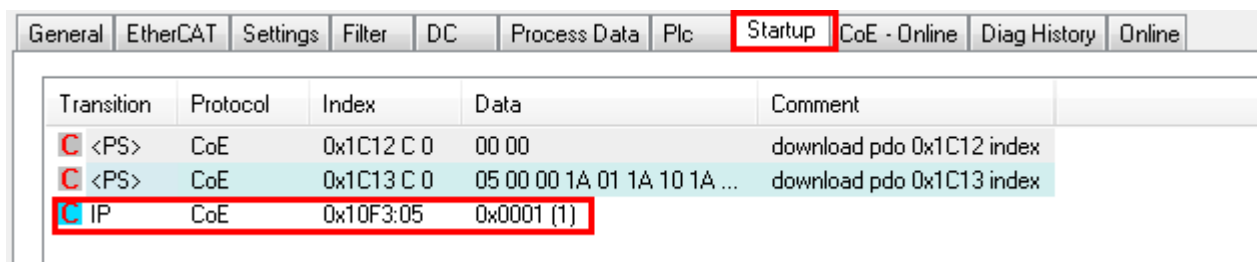 General EtherCAT Settings Filter DC Process Data Plc Startup CoE - Online Diag History Online
Transition Protocol Index Data Comment
C <PS> CoE 0x1C12 C 0 00 00 download pdo 0x1C12 index
C <PS> CoE 0x1C13 C 0 05 00 00 1A 01 1A 10 1A ... download pdo 0x1C13 index
C IP CoE 0x10F3:05 0x0001 (1)